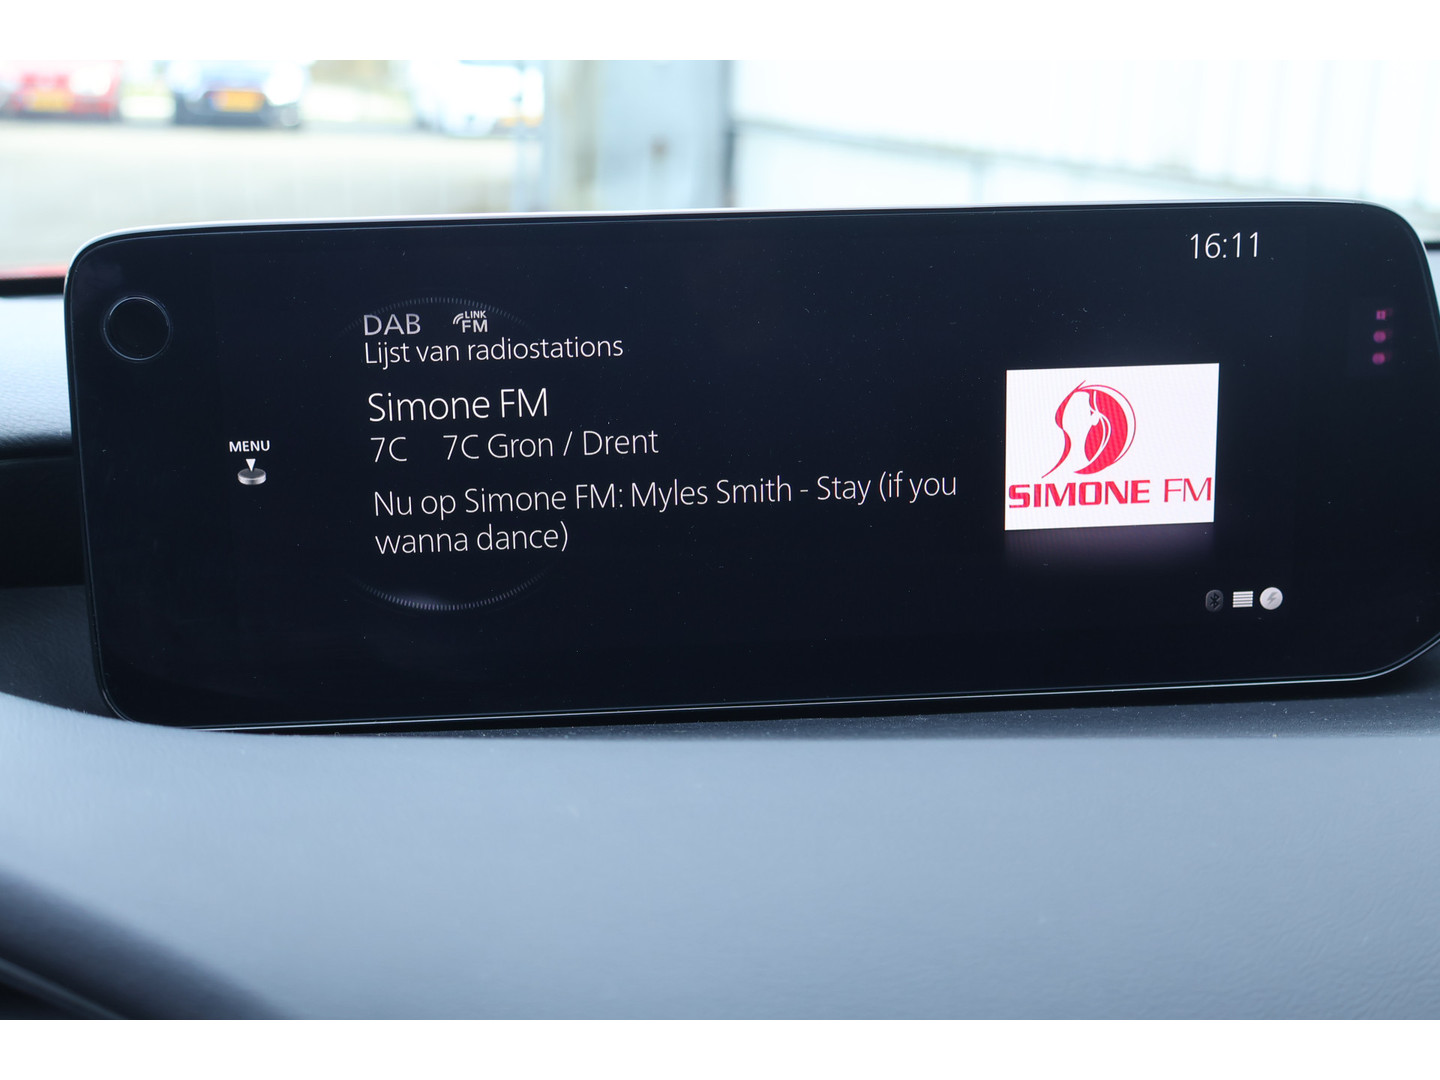 16:11
DAB LINK FM
Lijst van radiostations
Simone FM
7C 7C Gron / Drent
MENU
Nu op Simone FM: Myles Smith - Stay (if you
wanna dance)
SIMONE FM